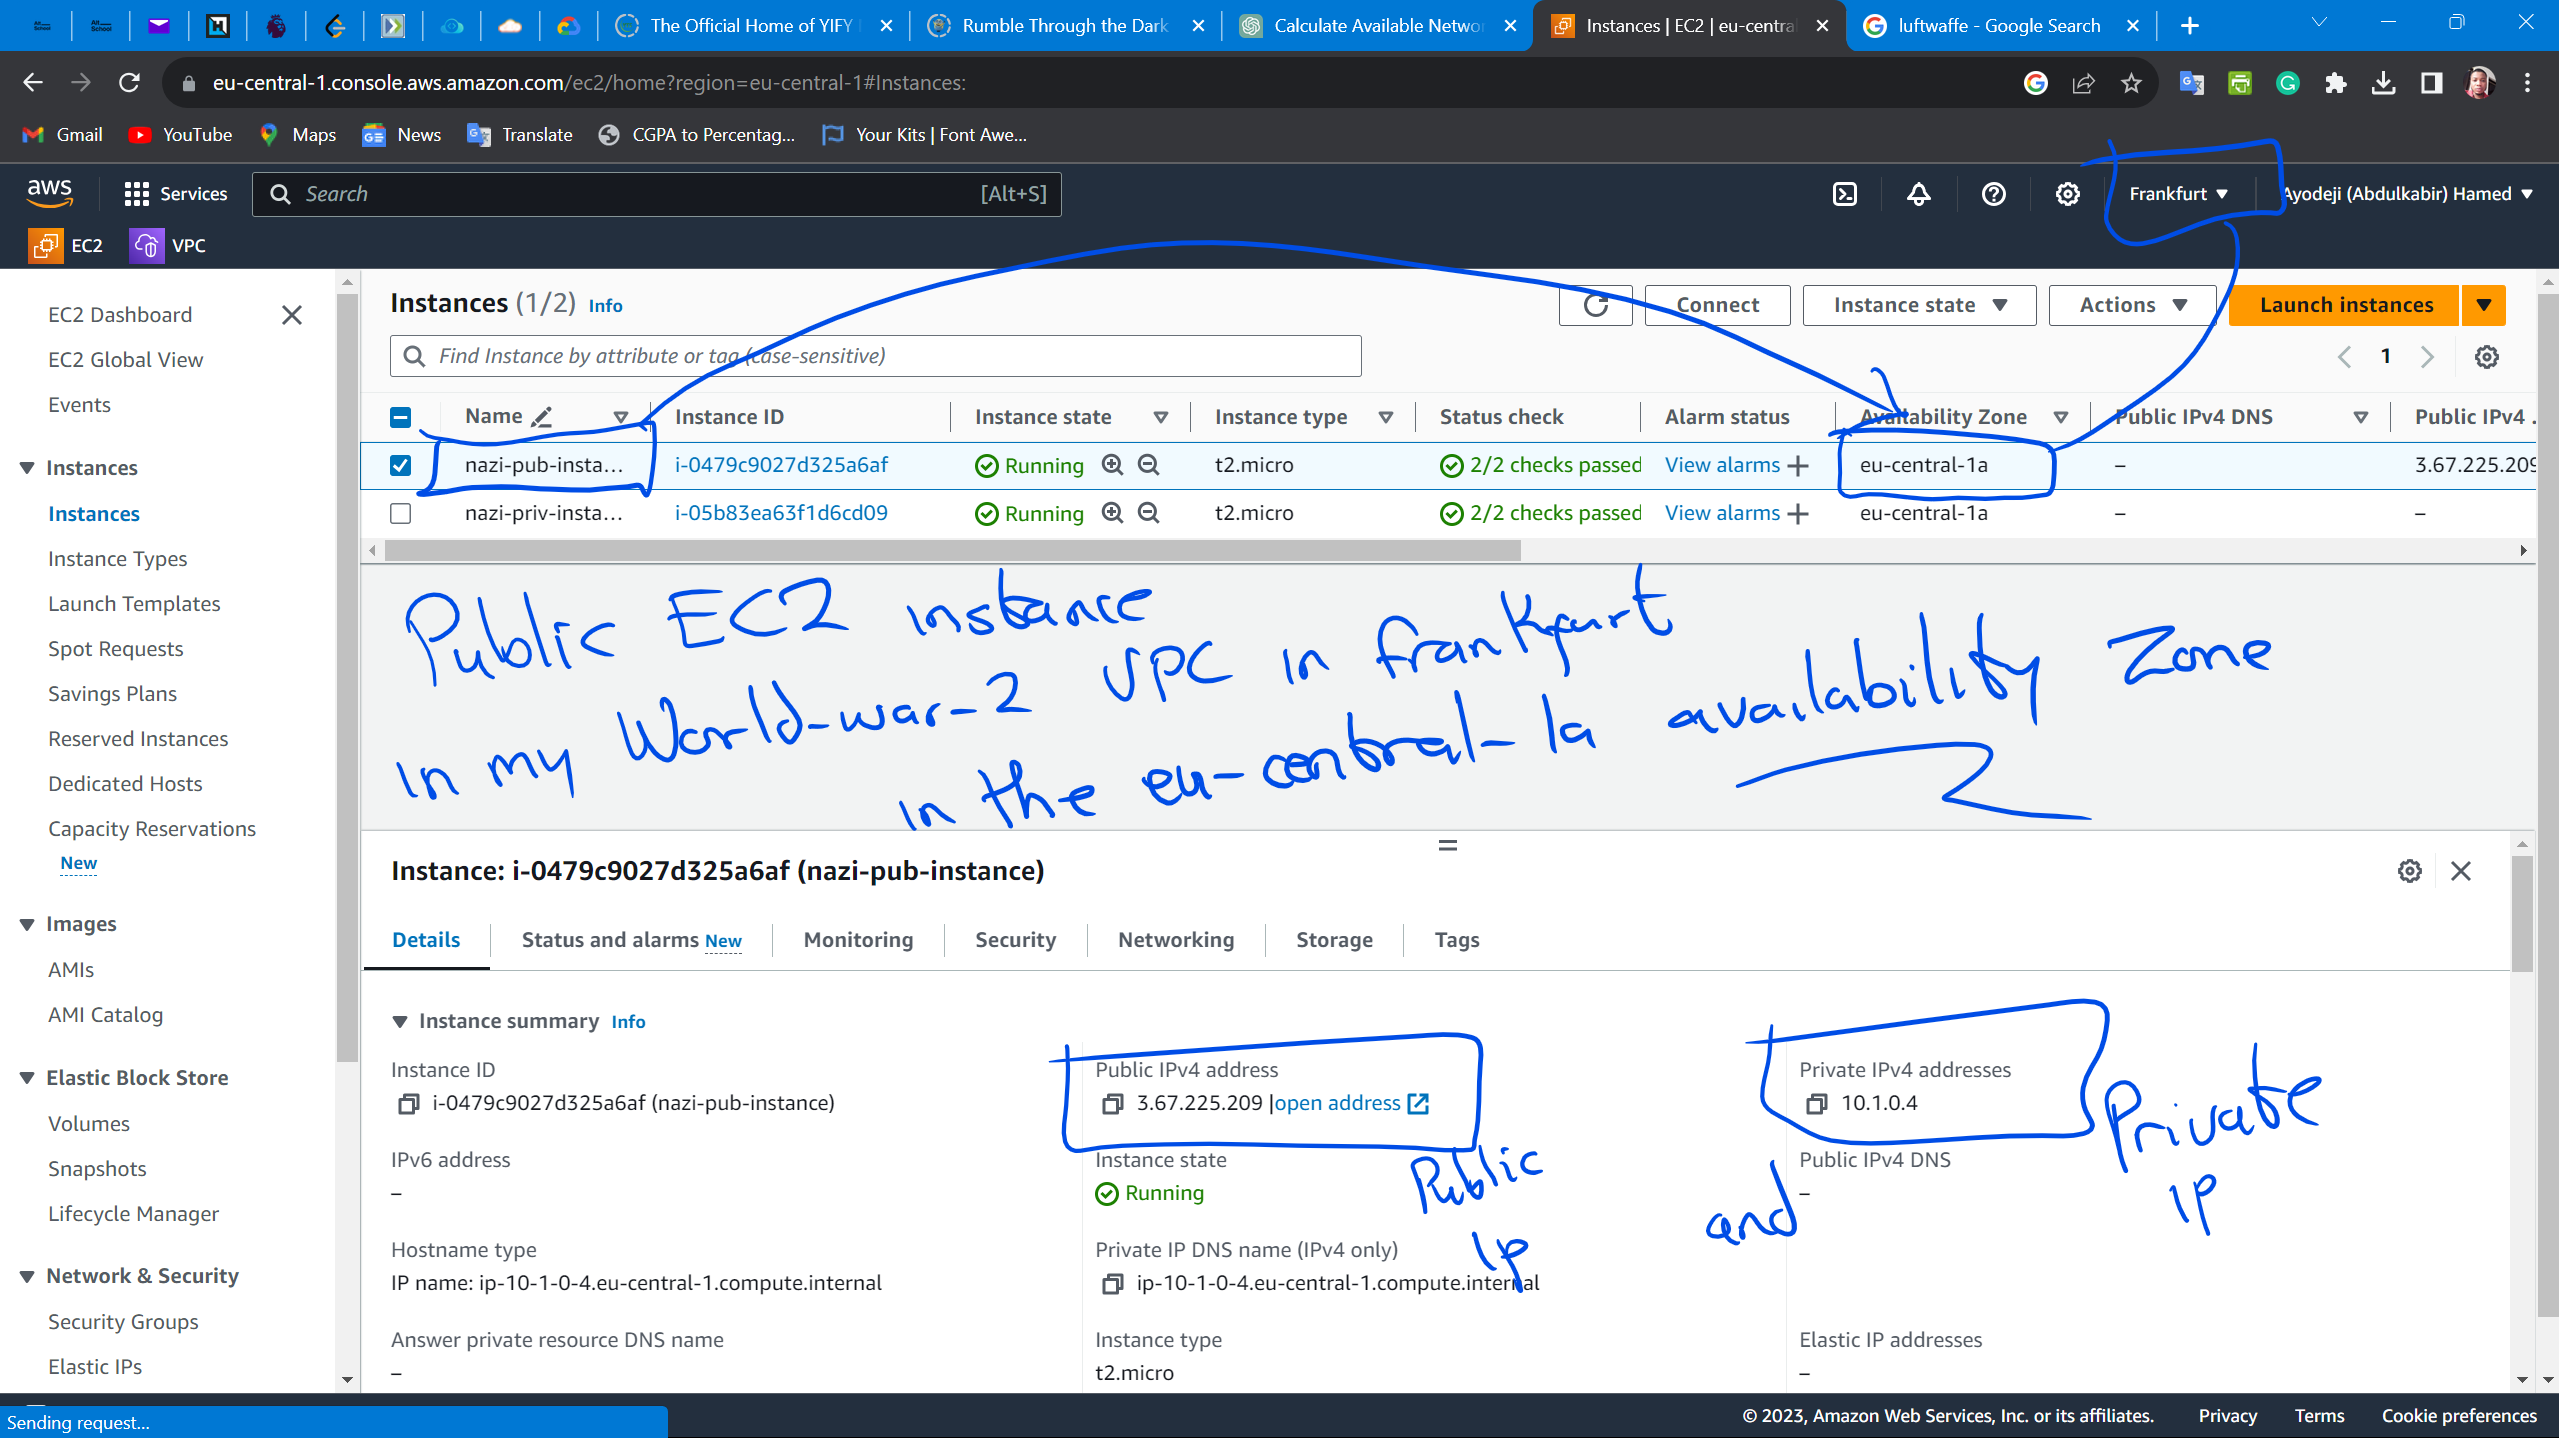 The Official Home of YIFY
Rumble Through the Dark
Calculate Available Netwo
Instances | EC2 | eu-centra
luftwaffe - Google Search
eu-central-1.console.aws.amazon.com/ec2/home?region=eu-central-1#Instances:
Gmail YouTube Maps News Translate CGPA to Percentag... Your Kits | Font Awe...
aws Services Search [Alt+S] Frankfurt Ayodeji (Abdulkabir) Hamed
EC2 VPC
EC2 Dashboard
EC2 Global View
Events
Instances
Instances
Instance Types
Launch Templates
Spot Requests
Savings Plans
Reserved Instances
Dedicated Hosts
Capacity Reservations
New
Images
AMIs
AMI Catalog
Elastic Block Store
Volumes
Snapshots
Lifecycle Manager
Network & Security
Security Groups
Elastic IPs
Instances (1/2) Info
Connect Instance state Actions Launch instances
Find Instance by attribute or tag (case-sensitive)
1
Name Instance ID Instance state Instance type Status check Alarm status Availability Zone Public IPv4 DNS Public IPv4 .
nazi-pub-insta... i-0479c9027d325a6af Running t2.micro 2/2 checks passed View alarms + eu-central-1a – 3.67.225.209
nazi-priv-insta... i-05b83ea63f1d6cd09 Running t2.micro 2/2 checks passed View alarms + eu-central-1a – –
Public EC2 instance
in my World-war-2 VPC in frankfurt
in the eu-central-1a availability Zone
Instance: i-0479c9027d325a6af (nazi-pub-instance)
Details Status and alarms New Monitoring Security Networking Storage Tags
Instance summary Info
Instance ID
i-0479c9027d325a6af (nazi-pub-instance)
Public IPv4 address
3.67.225.209 |open address
Private IPv4 addresses
10.1.0.4
Public
ip
and
Private
ip
IPv6 address
–
Instance state
Running
Public IPv4 DNS
–
Hostname type
IP name: ip-10-1-0-4.eu-central-1.compute.internal
Private IP DNS name (IPv4 only)
ip-10-1-0-4.eu-central-1.compute.internal
Answer private resource DNS name
–
Instance type
t2.micro
Elastic IP addresses
–
Sending request...
© 2023, Amazon Web Services, Inc. or its affiliates. Privacy Terms Cookie preferences